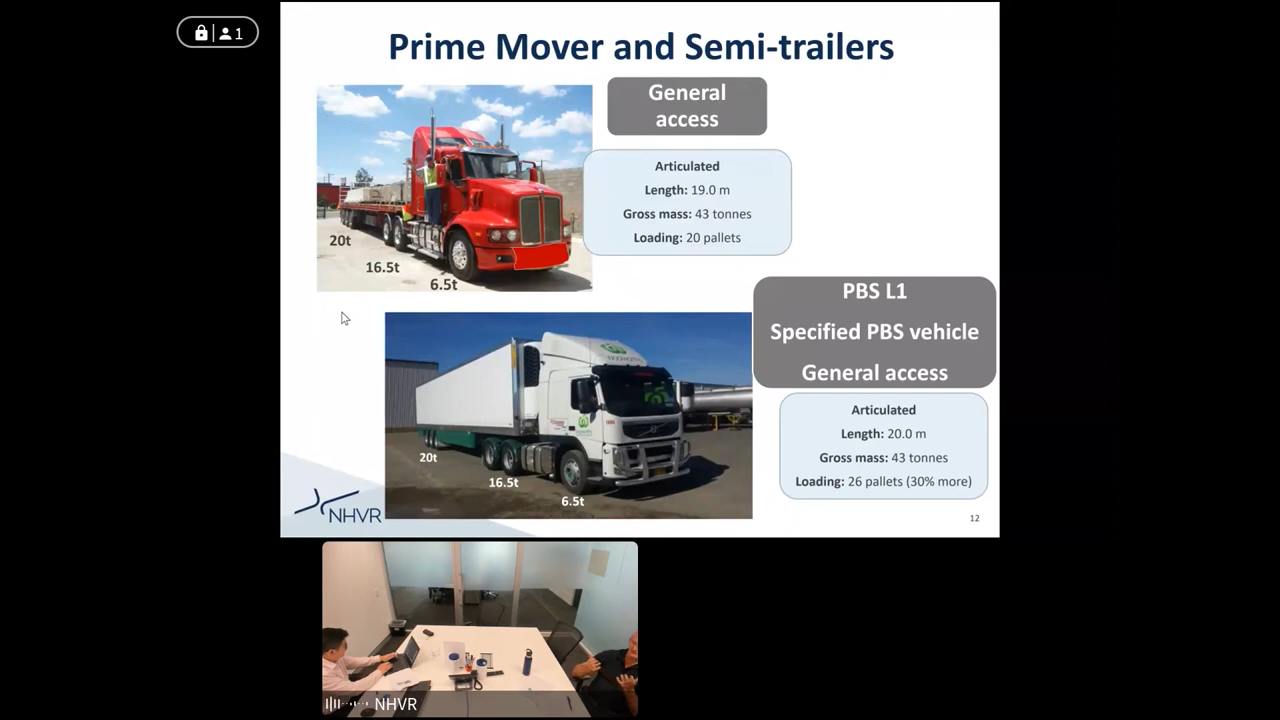 1
Prime Mover and Semi-trailers
General
access
Articulated
Length: 19.0 m
Gross mass: 43 tonnes
Loading: 20 pallets
20t
16.5t
6.5t
PBS L1
Specified PBS vehicle
General access
Articulated
Length: 20.0 m
Gross mass: 43 tonnes
Loading: 26 pallets (30% more)
20t
16.5t
6.5t
NHVR
12
NHVR